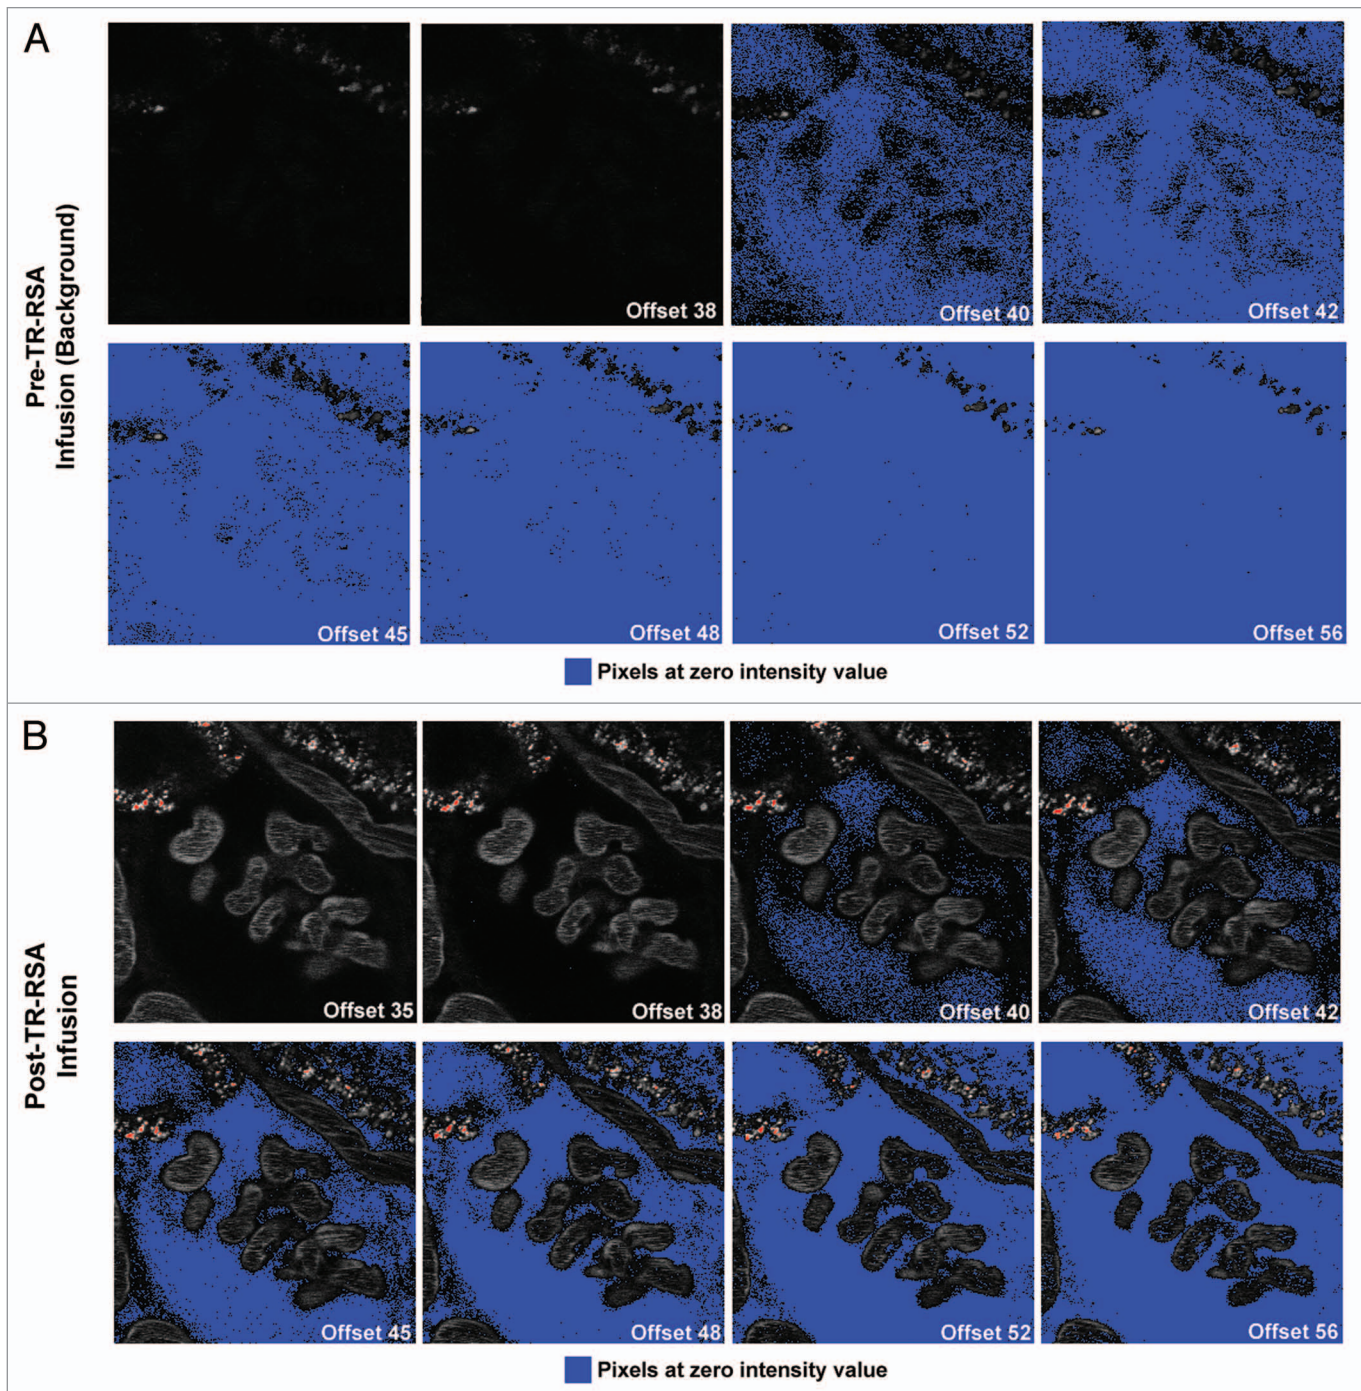 A
Pre-TR-RSA
Infusion (Background)
Offset 38
Offset 40
Offset 42
Offset 45
Offset 48
Offset 52
Offset 56
Pixels at zero intensity value
B
Post-TR-RSA
Infusion
Offset 35
Offset 38
Offset 40
Offset 42
Offset 45
Offset 48
Offset 52
Offset 56
Pixels at zero intensity value